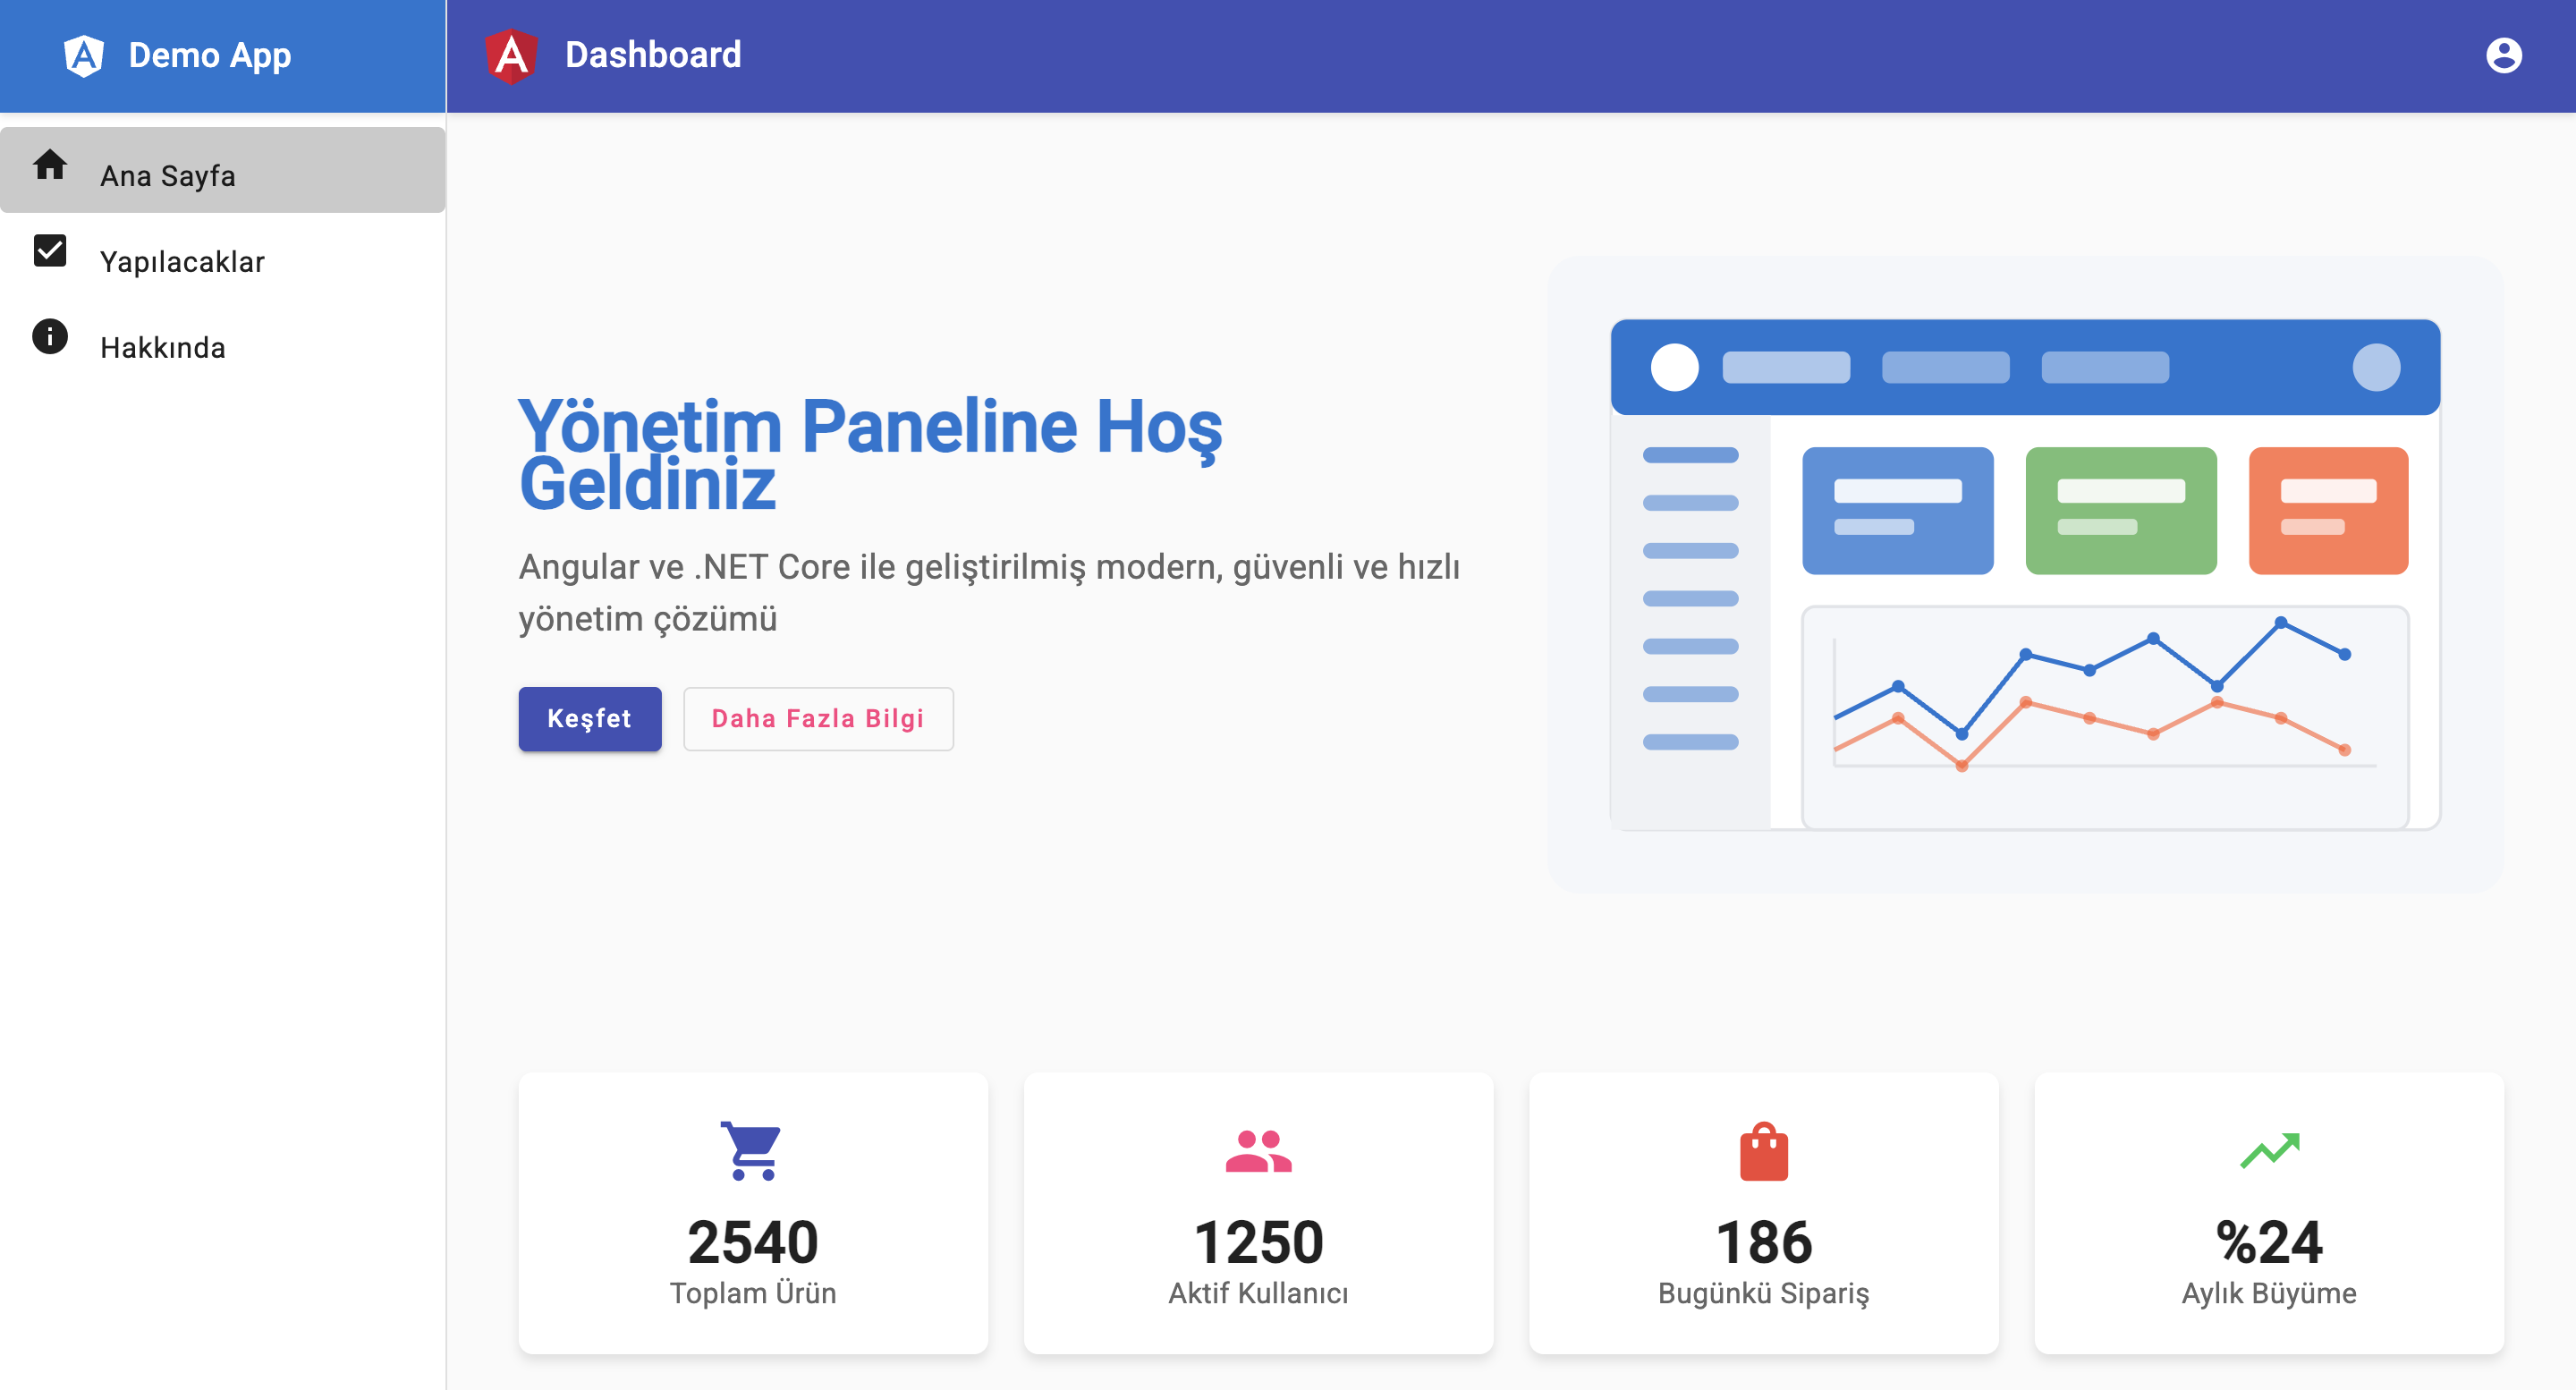 Demo App
Dashboard
Ana Sayfa
Yapılacaklar
Hakkında
Yönetim Paneline Hoş
Geldiniz
Angular ve .NET Core ile geliştirilmiş modern, güvenli ve hızlı
yönetim çözümü
Keşfet
Daha Fazla Bilgi
2540
Toplam Ürün
1250
Aktif Kullanıcı
186
Bugünkü Sipariş
%24
Aylık Büyüme